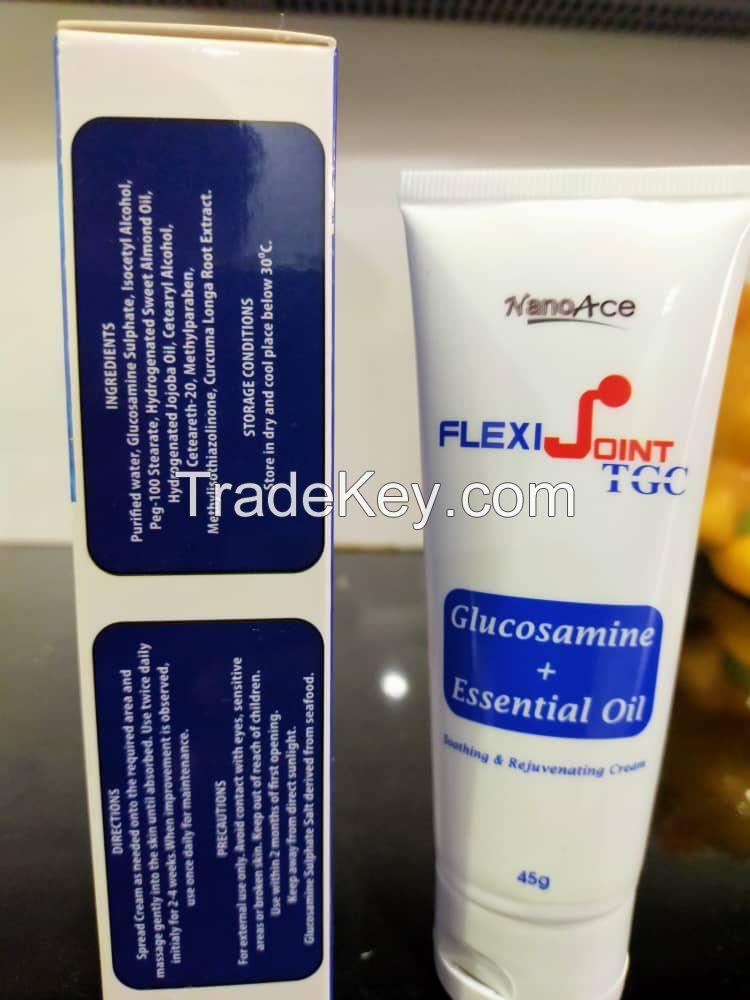 INGREDIENTS
Purified water, Glucosamine Sulphate, Isocetyl Alcohol,
Peg-100 Stearate, Hydrogenated Sweet Almond Oil,
Hydrogenated Jojoba Oil, Cetearyl Alcohol,
Ceteareth-20, Methylparaben,
Methylisothiazolinone, Curcuma Longa Root Extract.
STORAGE CONDITIONS
Store in dry and cool place below 30°C.
DIRECTIONS
Spread Cream as needed onto the required area and
massage gently into the skin until absorbed. Use twice daily
initialy for 2-4 weeks. When improvement is observed,
use once daily for maintenance.
PRECAUTIONS
For external use only. Avoid contact with eyes, sensitive
areas or broken skin. Keep out of reach of children.
Use within 2 months of first opening.
Keep away from direct sunlight.
Glucosamine Sulphate Salt derived from seafood.
NanoAce
FLEXI JOINT
TGC
Glucosamine
+
Essential Oil
Soothing & Rejuvenating Cream
45g
TradeKey.com